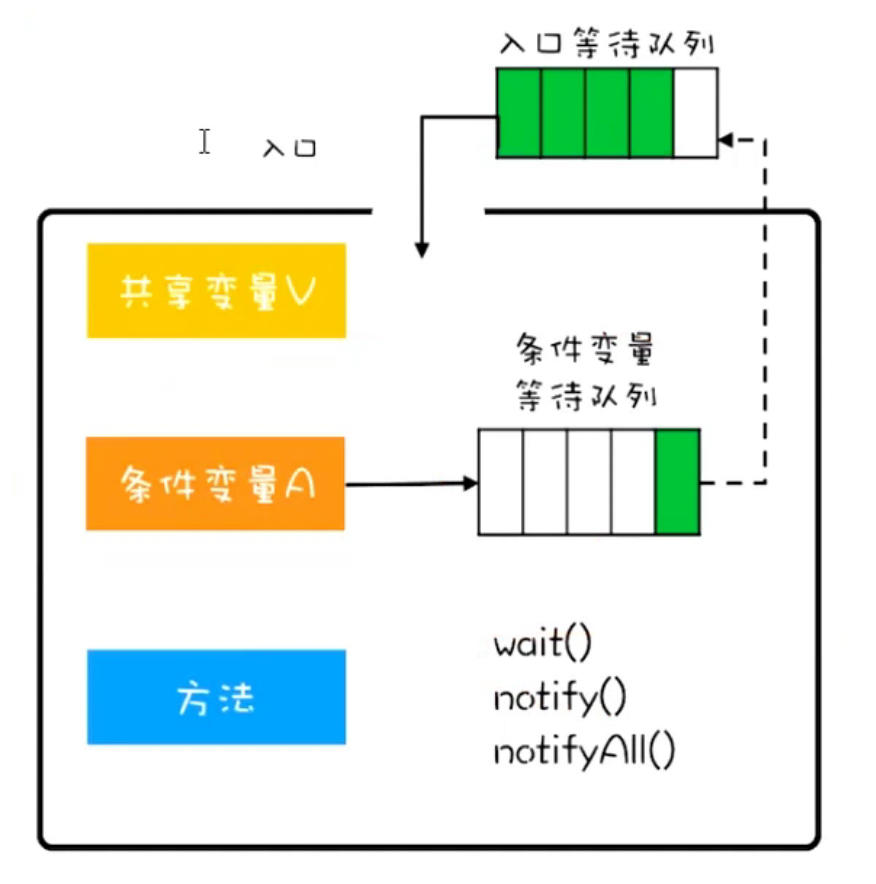 入口等待队列
入口
共享变量V
条件变量
等待队列
条件变量A
wait()
notify()
notifyAll()
方法